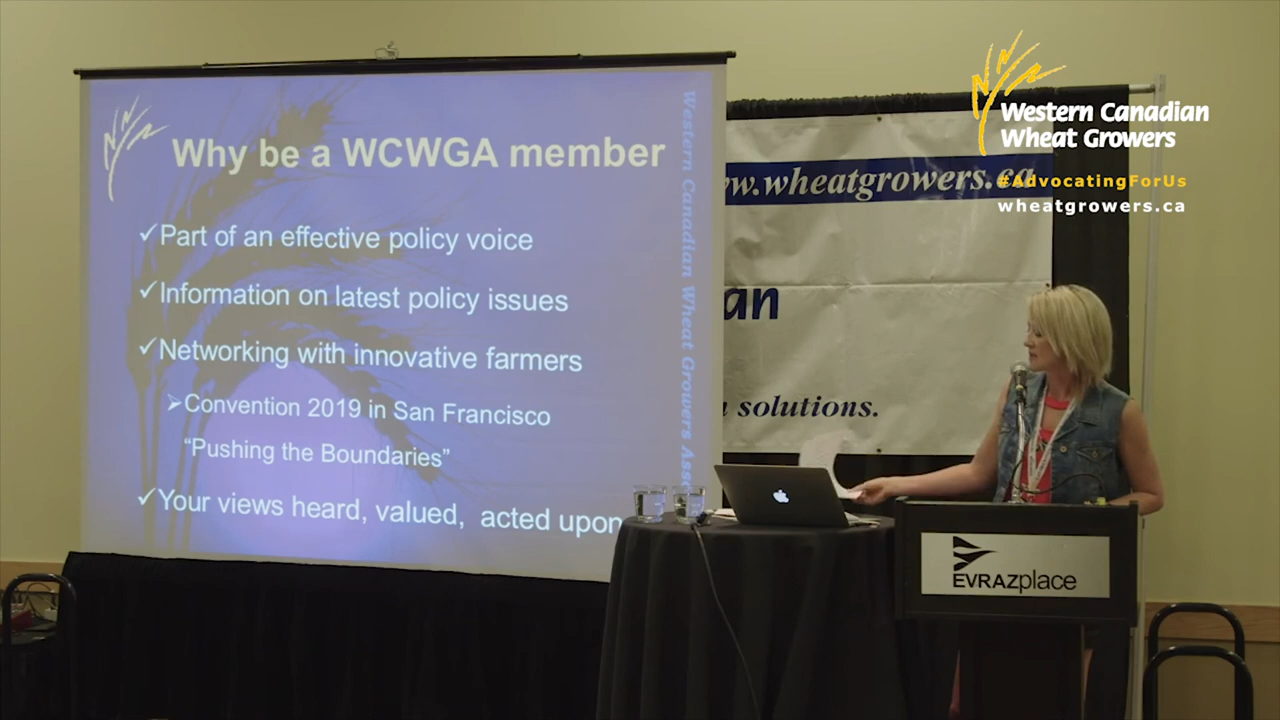 Why be a WCWGA member
✓Part of an effective policy voice
✓Information on latest policy issues
✓Networking with innovative farmers
➢Convention 2019 in San Francisco
"Pushing the Boundaries"
✓Your views heard, valued, acted upon
Western Canadian Wheat Growers Asso
Western Canadian
Wheat Growers
#AdvocatingForUs
wheatgrowers.ca
w.wheatgrowers.ca
an
solutions.
EVRAZplace